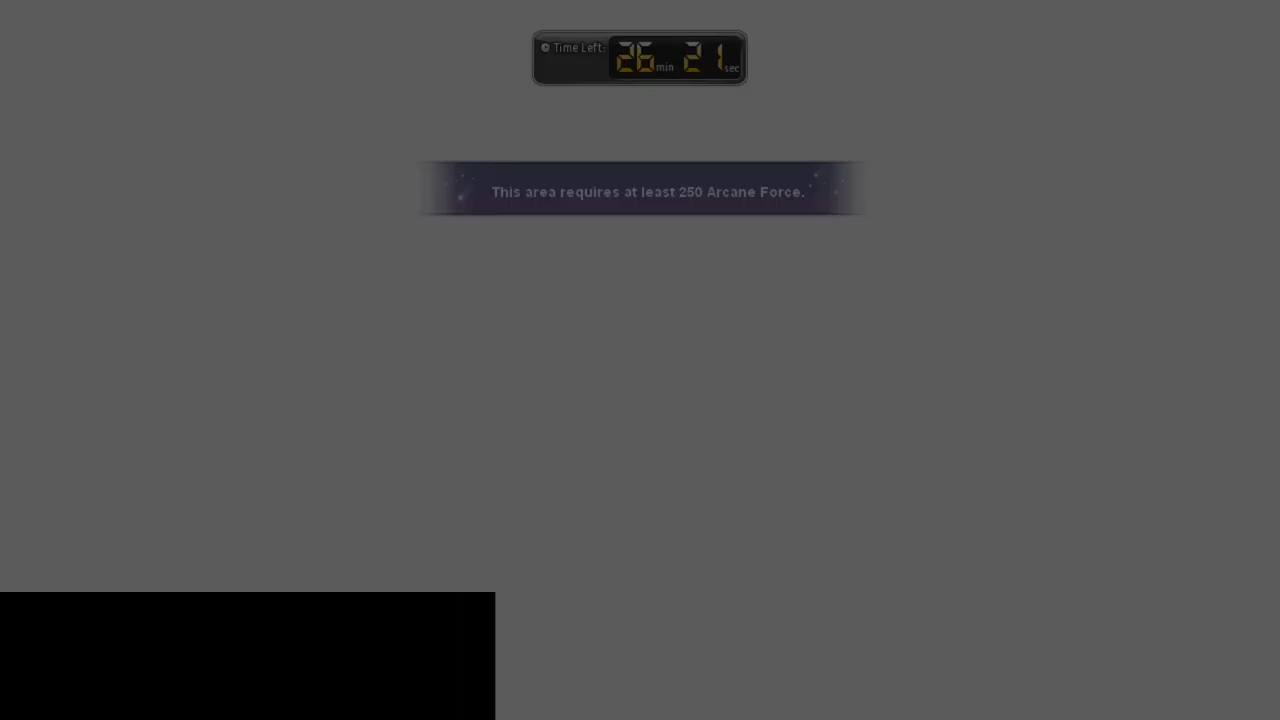 Time Left: 26 min 21 sec
This area requires at least 250 Arcane Force.